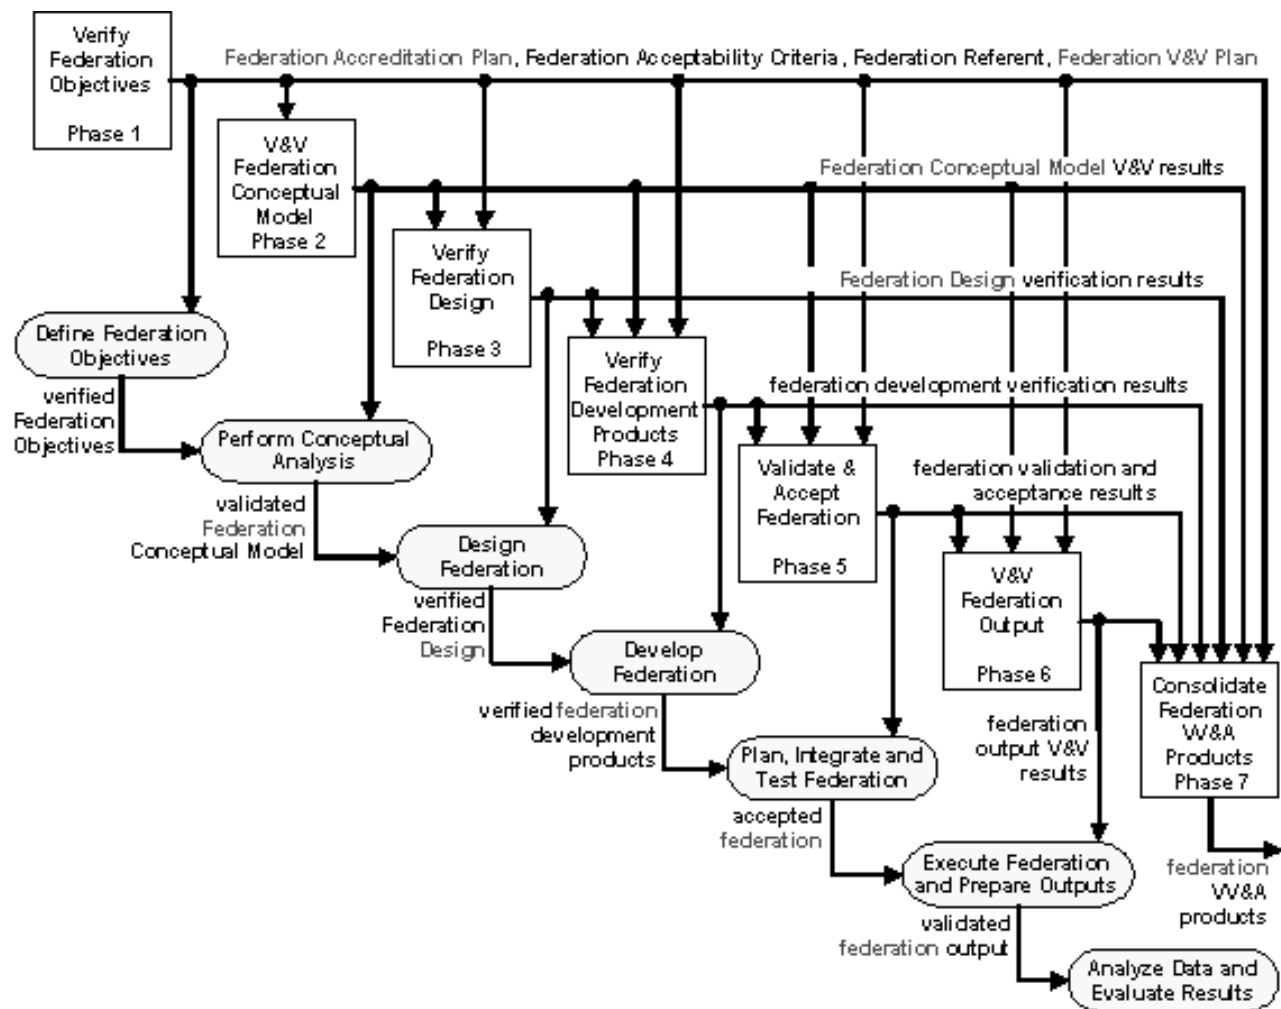 Verify
Federation
Objectives
Phase 1
Federation Accreditation Plan, Federation Acceptability Criteria, Federation Referent, Federation V&V Plan
V&V
Federation
Conceptual
Model
Phase 2
Federation Conceptual Model V&V results
Verify
Federation
Design
Phase 3
Federation Design verification results
Define Federation
Objectives
verified
Federation
Objectives
Verify
Federation
Development
Products
Phase 4
federation development verification results
Perform Conceptual
Analysis
validated
Federation
Conceptual Model
Validate &
Accept
Federation
Phase 5
federation validation and
acceptance results
Design
Federation
verified
Federation
Design
V&V
Federation
Output
Phase 6
Develop
Federation
verified federation
development
products
federation
output V&V
results
Consolidate
Federation
VV&A
Products
Phase 7
Plan, Integrate and
Test Federation
accepted
federation
federation
VV&A
products
Execute Federation
and Prepare Outputs
validated
federation output
Analyze Data and
Evaluate Results